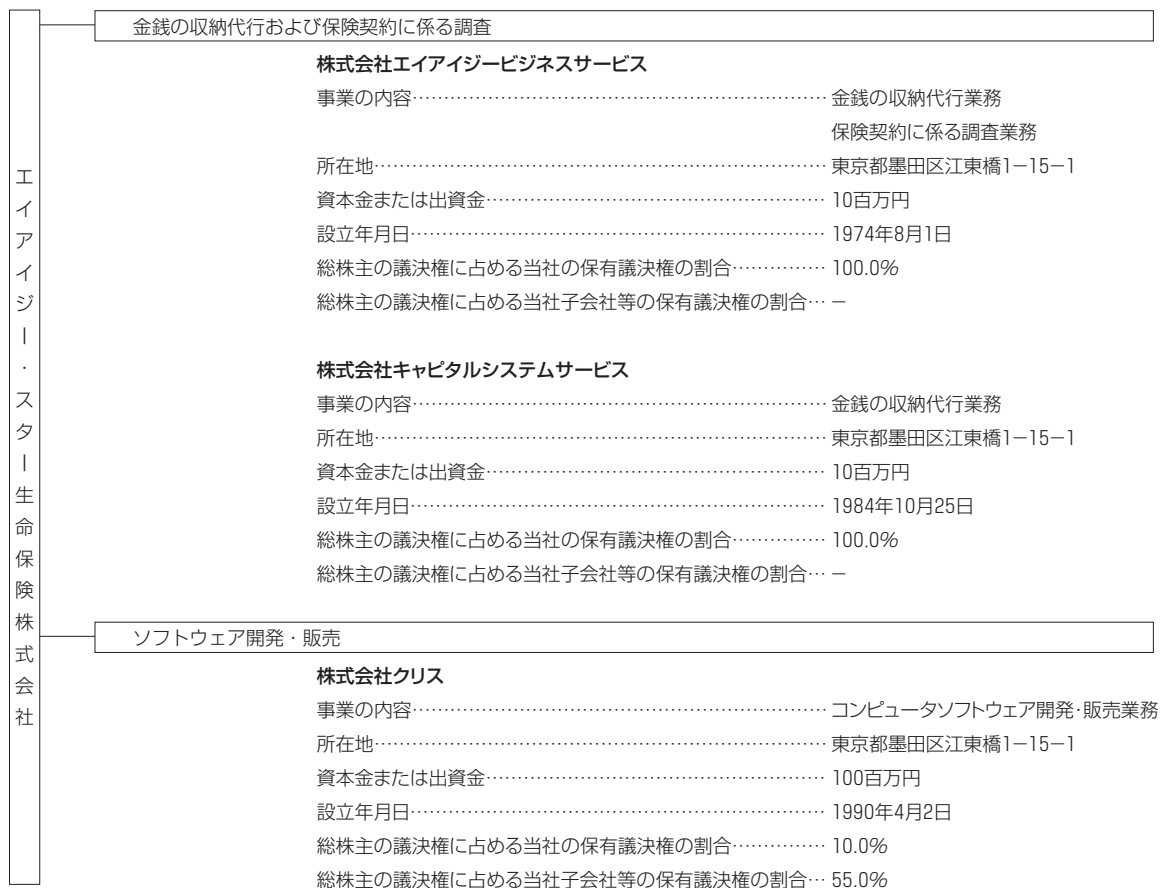 エイアイジー・スター生命保険株式会社
金銭の収納代行および保険契約に係る調査
株式会社エイアイジービジネスサービス
事業の内容…………………………………………………………金銭の収納代行業務
保険契約に係る調査業務
所在地………………………………………………………………東京都墨田区江東橋1−15−1
資本金または出資金………………………………………………10百万円
設立年月日…………………………………………………………1974年8月1日
総株主の議決権に占める当社の保有議決権の割合……………100.0%
総株主の議決権に占める当社子会社等の保有議決権の割合…−
株式会社キャピタルシステムサービス
事業の内容…………………………………………………………金銭の収納代行業務
所在地………………………………………………………………東京都墨田区江東橋1−15−1
資本金または出資金………………………………………………10百万円
設立年月日…………………………………………………………1984年10月25日
総株主の議決権に占める当社の保有議決権の割合……………100.0%
総株主の議決権に占める当社子会社等の保有議決権の割合…−
ソフトウェア開発・販売
株式会社クリス
事業の内容…………………………………………………………コンピュータソフトウェア開発・販売業務
所在地………………………………………………………………東京都墨田区江東橋1−15−1
資本金または出資金………………………………………………100百万円
設立年月日…………………………………………………………1990年4月2日
総株主の議決権に占める当社の保有議決権の割合……………10.0%
総株主の議決権に占める当社子会社等の保有議決権の割合…55.0%